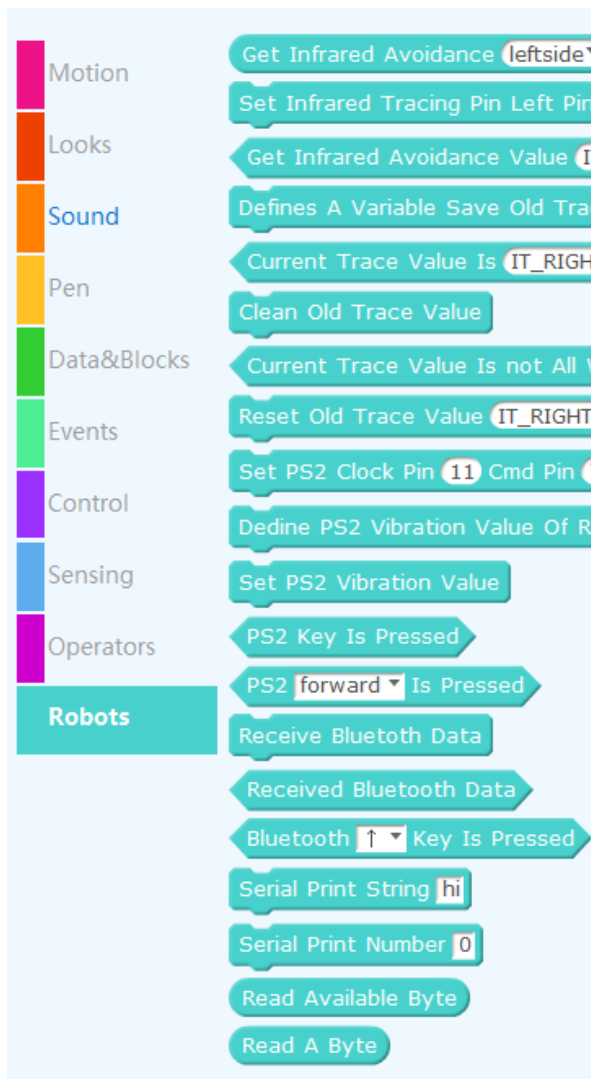 Motion
Looks
Sound
Pen
Data&Blocks
Events
Control
Sensing
Operators
Robots
Get Infrared Avoidance leftside
Set Infrared Tracing Pin Left Pin
Get Infrared Avoidance Value
Defines A Variable Save Old
Current Trace Value Is IT_RIGH
Clean Old Trace Value
Current Trace Value Is not All
Reset Old Trace Value IT_RIGHT
Set PS2 Clock Pin 11 Cmd Pin
Dedine PS2 Vibration Value Of R
Set PS2 Vibration Value
PS2 Key Is Pressed
PS2 forward Is Pressed
Receive Bluetoth Data
Received Bluetooth Data
Bluetooth ↑ Key Is Pressed
Serial Print String hi
Serial Print Number 0
Read Available Byte
Read A Byte